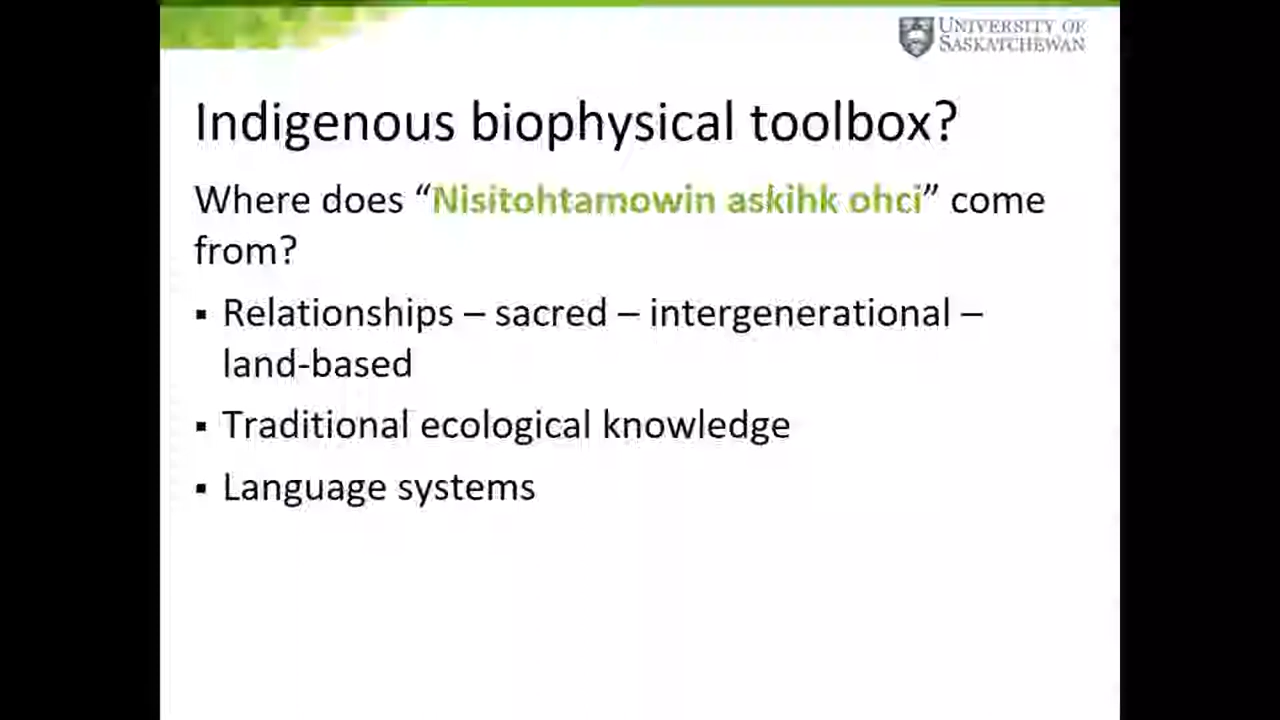 UNIVERSITY OF
SASKATCHEWAN
Indigenous biophysical toolbox?
Where does “Nisitohtamowin askihk ohci” come
from?
▪ Relationships – sacred – intergenerational –
land-based
▪ Traditional ecological knowledge
▪ Language systems